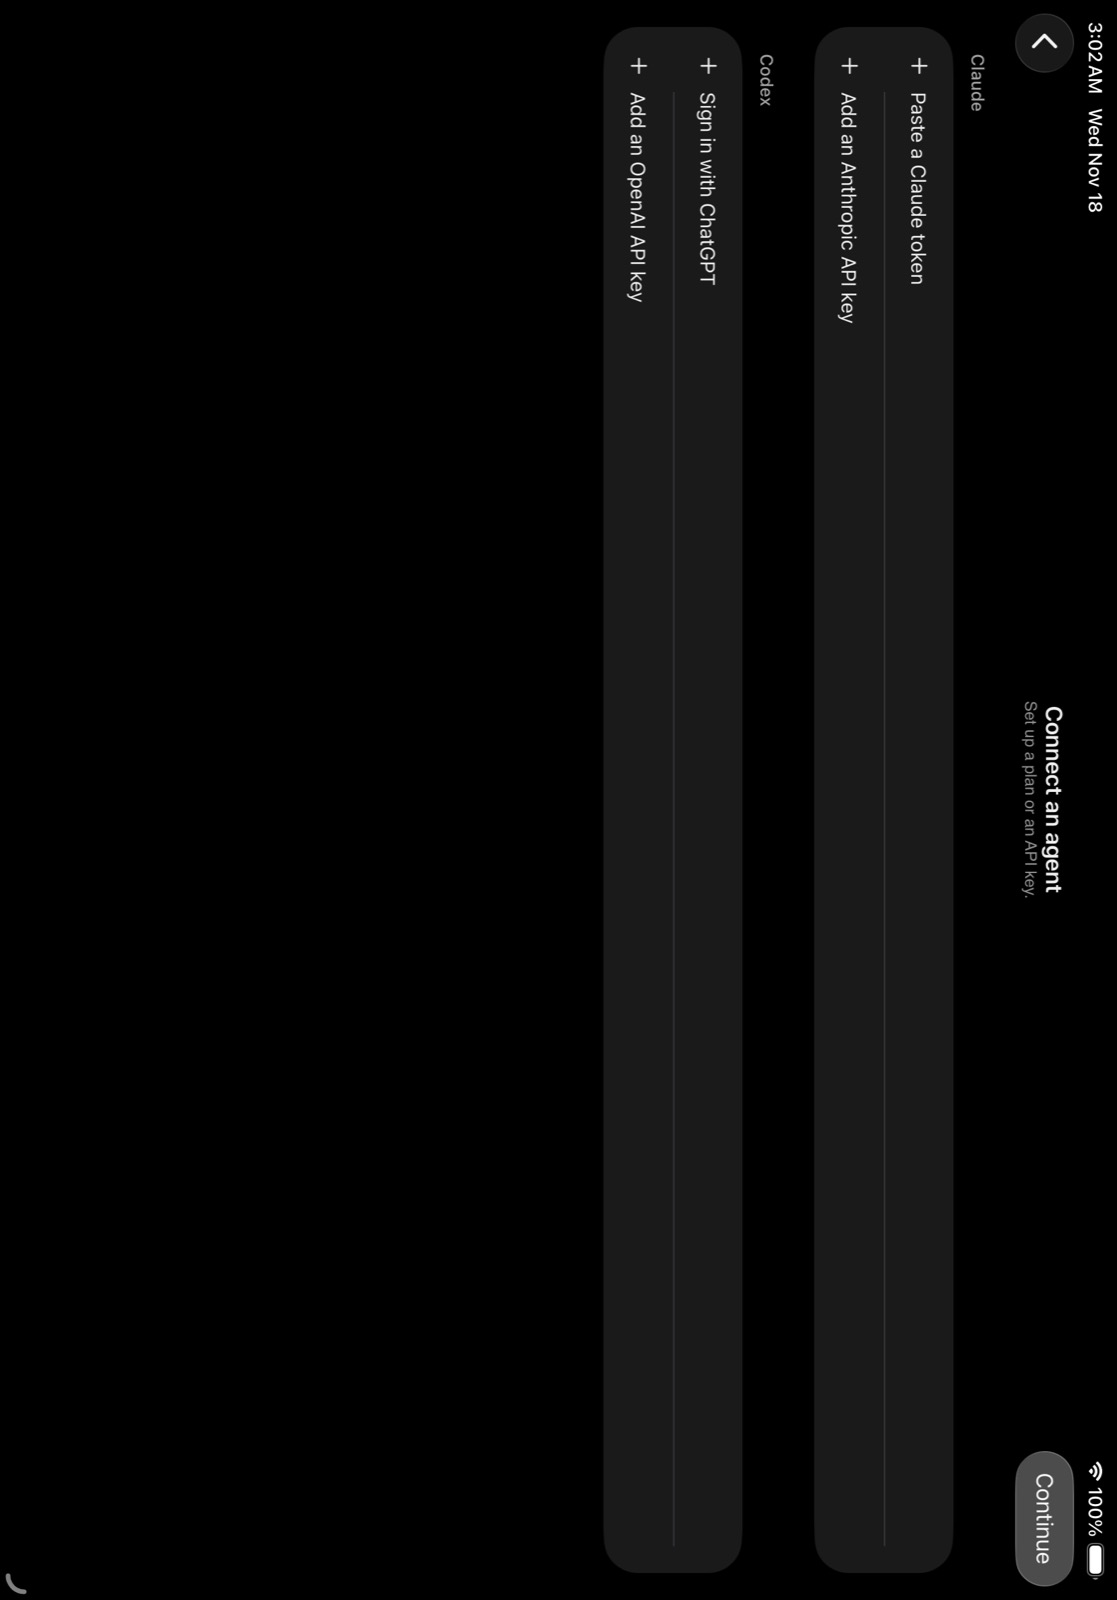 3:02 AM Wed Nov 18
100%
Connect an agent
Set up a plan or an API key.
Continue
Claude
Paste a Claude token
Add an Anthropic API key
Codex
Sign in with ChatGPT
Add an OpenAI API key